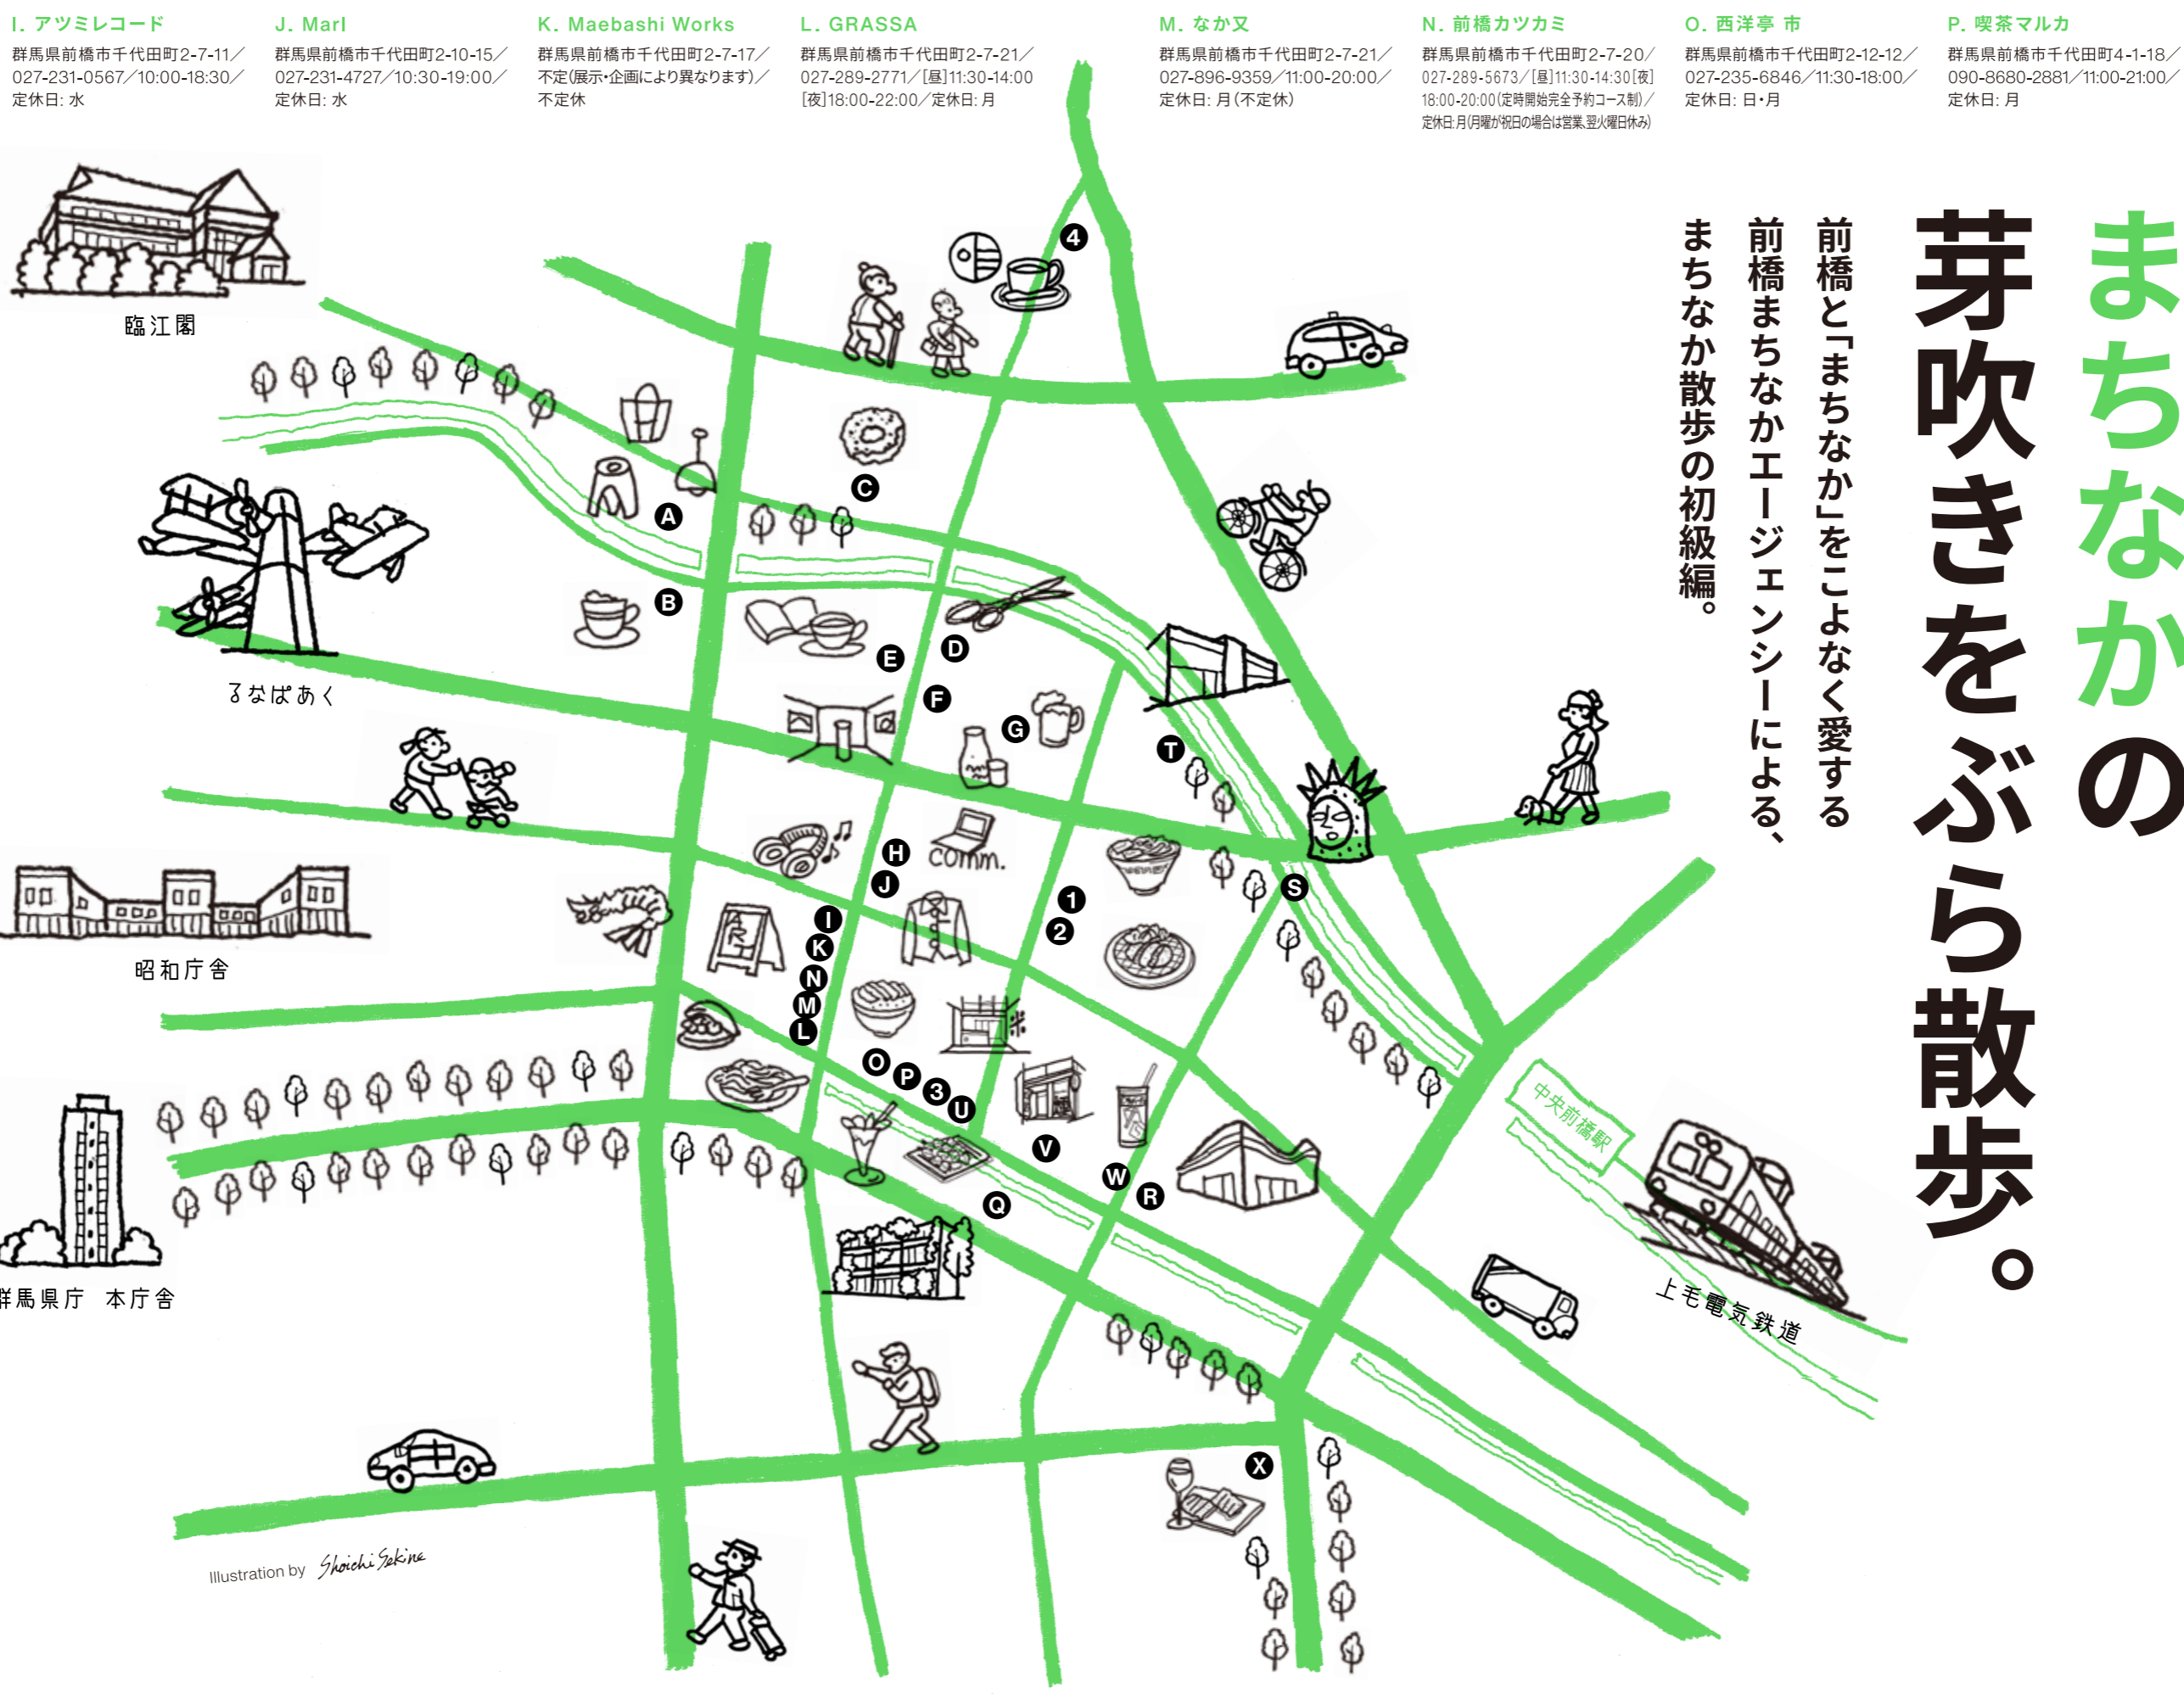 I. アツミレコード
群馬県前橋市千代田町2-7-11／
027-231-0567／10:00-18:30／
定休日: 水
J. Marl
群馬県前橋市千代田町2-10-15／
027-231-4727／10:30-19:00／
定休日: 水
K. Maebashi Works
群馬県前橋市千代田町2-7-17／
不定(展示・企画により異なります)／
不定休
L. GRASSA
群馬県前橋市千代田町2-7-21／
027-289-2771／[昼]11:30-14:00
[夜]18:00-22:00／定休日: 月
M. なか又
群馬県前橋市千代田町2-7-21／
027-896-9359／11:00-20:00／
定休日: 月(不定休)
N. 前橋カツカミ
群馬県前橋市千代田町2-7-20／
027-289-5673／[昼]11:30-14:30[夜]
18:00-20:00(定時開始完全予約コース制)／
定休日:月(月曜が祝日の場合は営業、翌火曜日休み)
O. 西洋亭 市
群馬県前橋市千代田町2-12-12／
027-235-6846／11:30-18:00／
定休日: 日・月
P. 喫茶マルカ
群馬県前橋市千代田町4-1-18／
090-8680-2881／11:00-21:00／
定休日: 月
まちなかの
芽吹きをぶら散歩。
前橋と「まちなか」をこよなく愛する
前橋まちなかエージェンシーによる、
まちなか散歩の初級編。
臨江閣
4
C
A
B
E
D
F
G
T
るなぱあく
H
comm.
J
1
S
I
2
K
N
M
L
昭和庁舎
米
O
P
3
U
V
W
R
Q
中央前橋駅
上毛電気鉄道
群馬県庁 本庁舎
X
Illustration by Shoichi Sekine